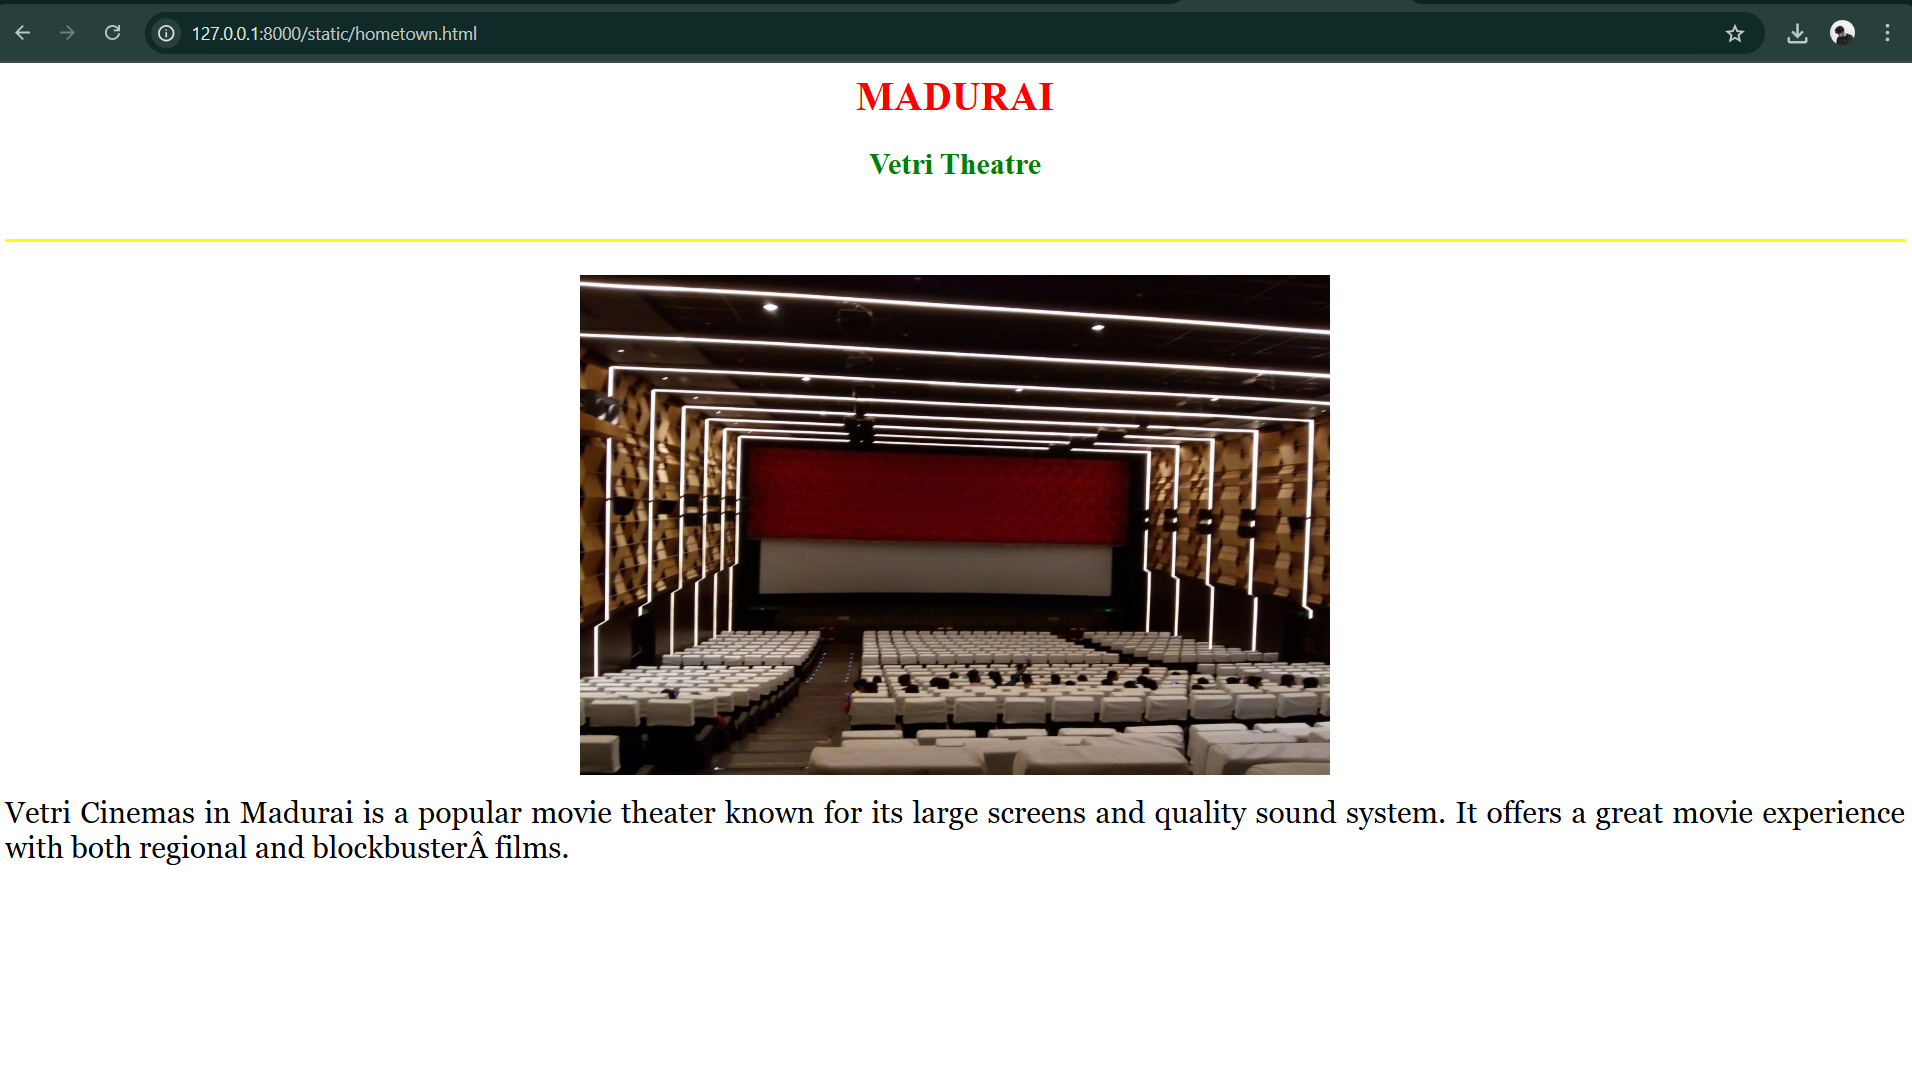 127.0.0.1:8000/static/hometown.html
MADURAI
Vetri Theatre
Vetri Cinemas in Madurai is a popular movie theater known for its large screens and quality sound system. It offers a great movie experience
with both regional and blockbusterÂ films.